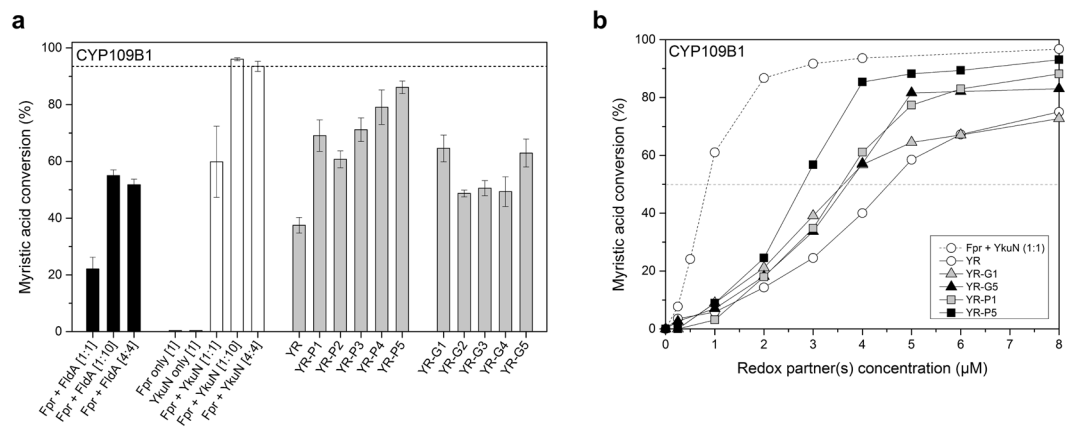 a
CYP109B1
Myristic acid conversion (%)
100
80
60
40
20
0
Fpr + FldA [1:1]
Fpr + FldA [1:10]
Fpr + FldA [4:4]
Fpr only [1]
YkuN only [1]
Fpr + YkuN [1:1]
Fpr + YkuN [1:10]
Fpr + YkuN [4:4]
YR
YR-P1
YR-P2
YR-P3
YR-P4
YR-P5
YR-G1
YR-G2
YR-G3
YR-G4
YR-G5
b
CYP109B1
Myristic acid conversion (%)
100
80
60
40
20
0
Fpr + YkuN (1:1)
YR
YR-G1
YR-G5
YR-P1
YR-P5
0 1 2 3 4 5 6 7 8
Redox partner(s) concentration (µM)